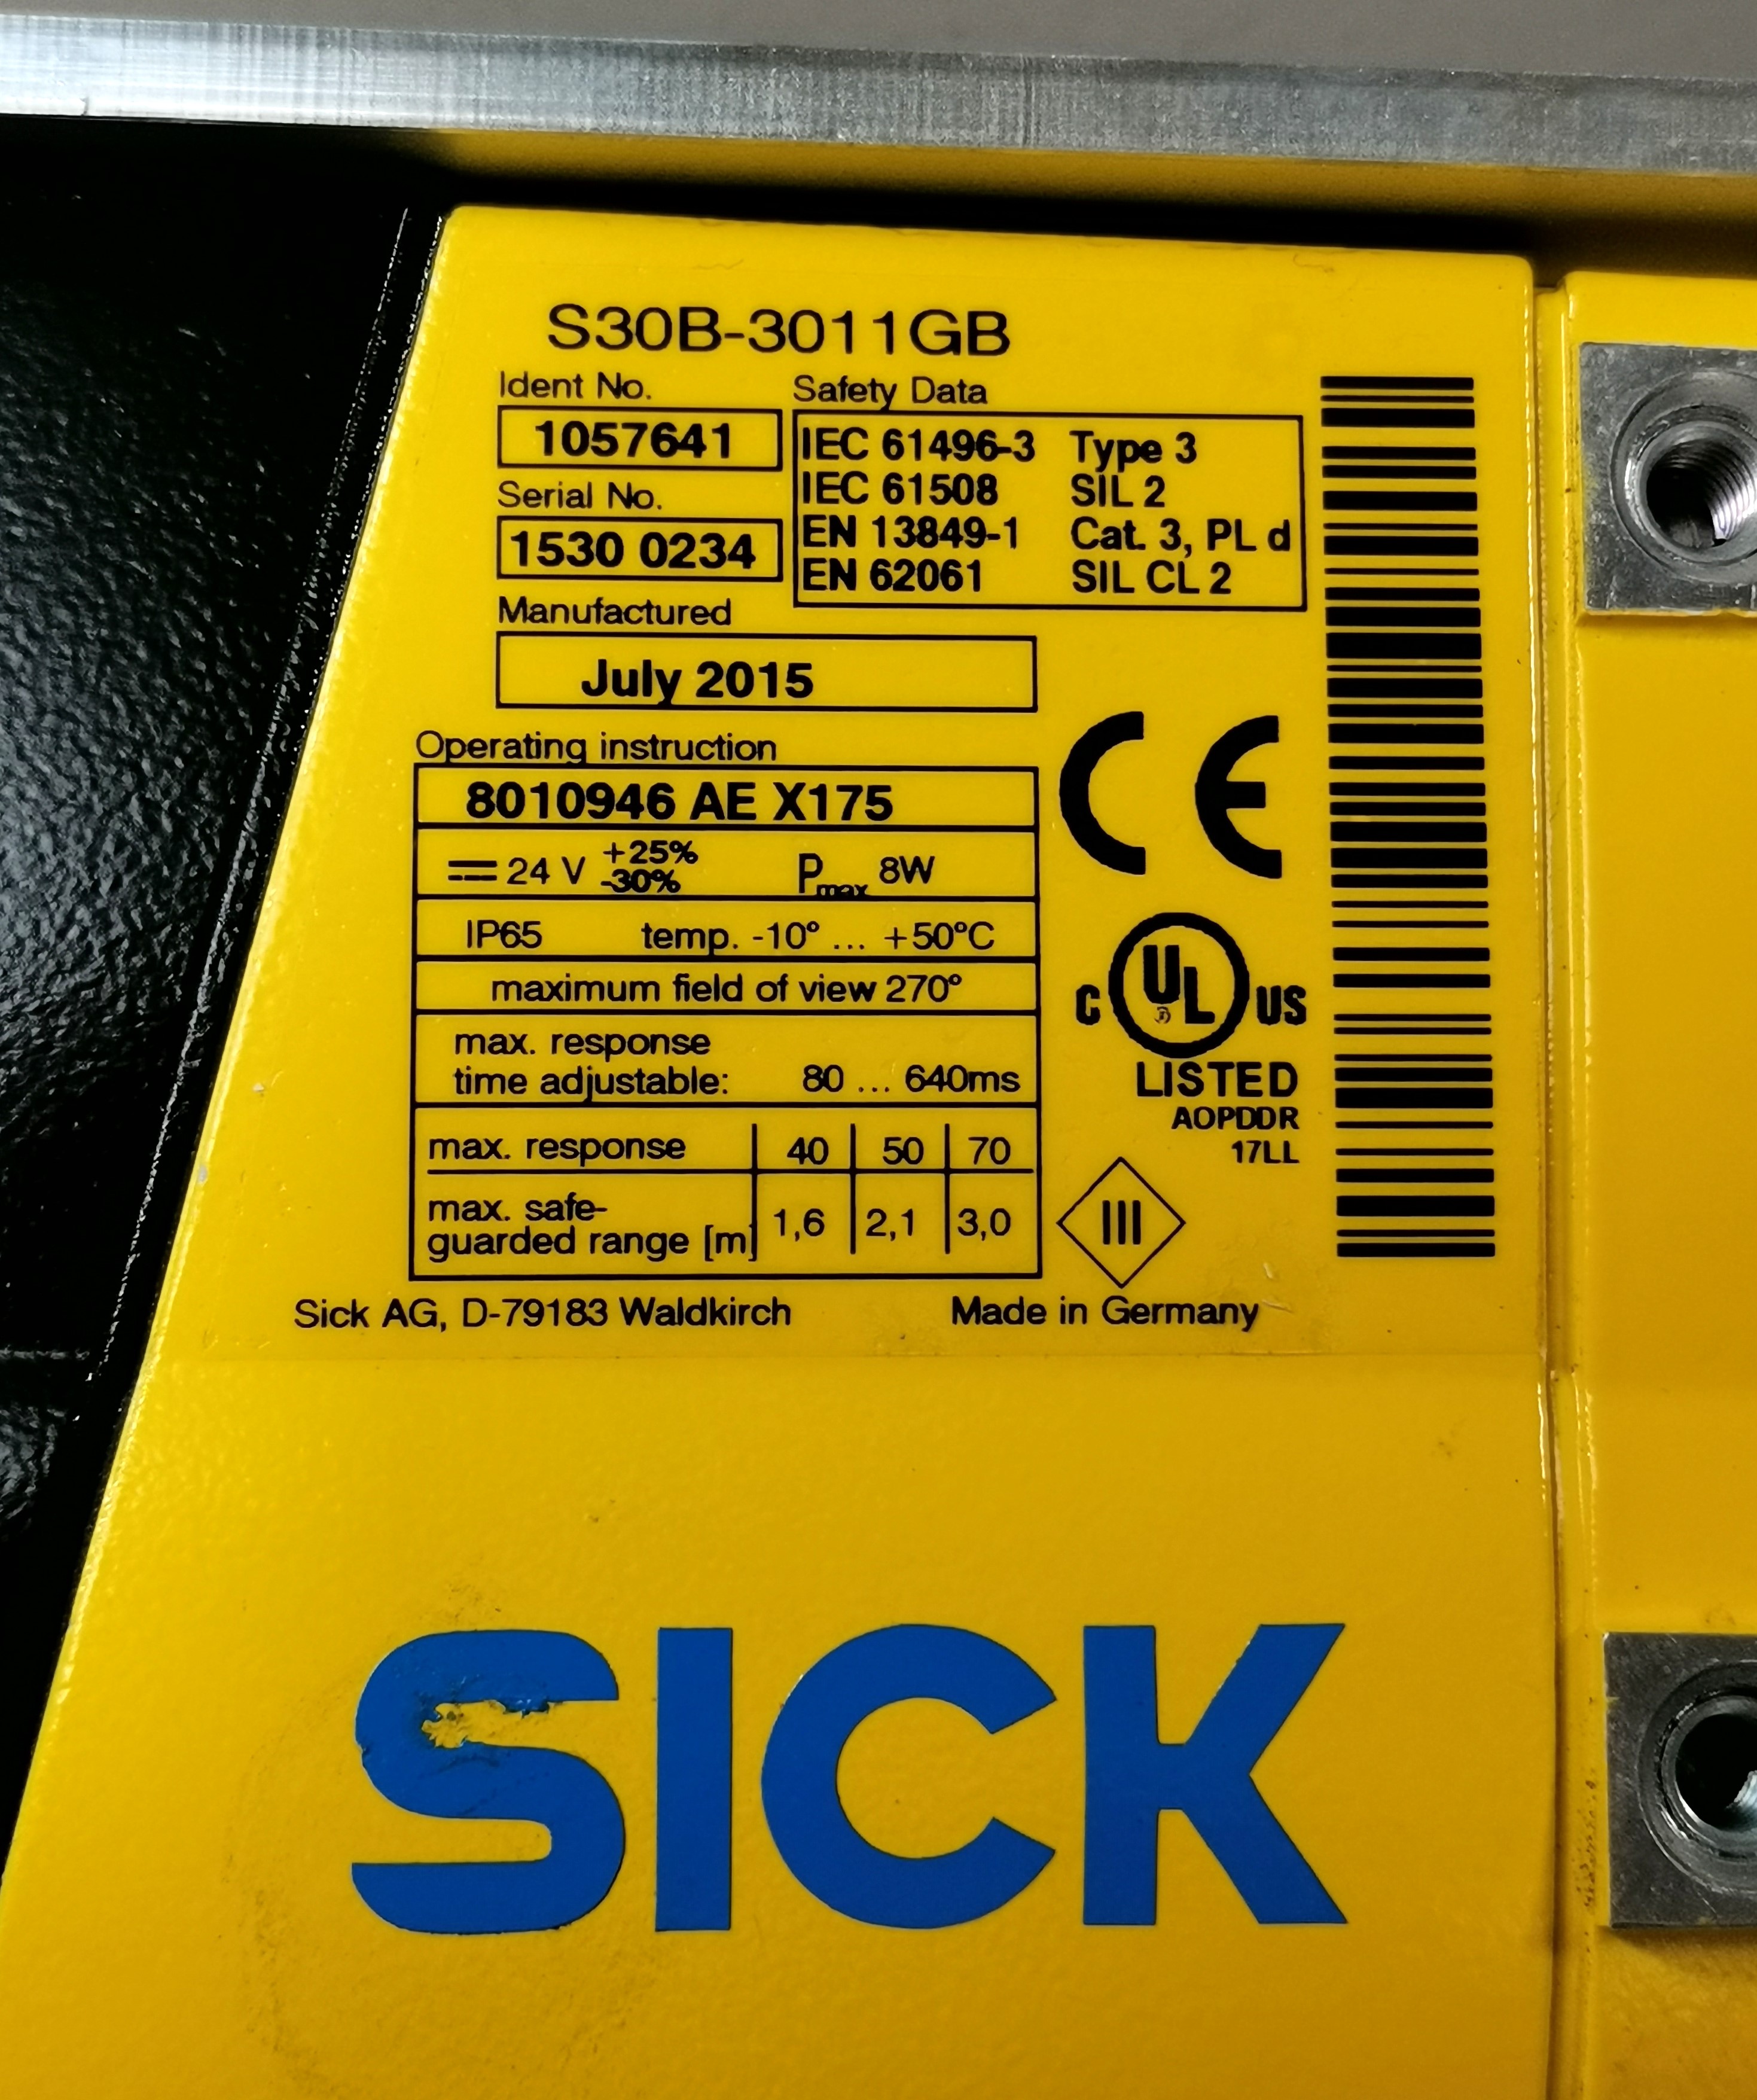 S30B-3011GB
Ident No.
1057641
Serial No.
1530 0234
Safety Data
IEC 61496-3 Type 3
IEC 61508 SIL 2
EN 13849-1 Cat. 3, PL d
EN 62061 SIL CL 2
Manufactured
July 2015
Operating instruction
8010946 AE X175
24 V +25% -30% Pmax 8W
IP65 temp. -10° ... +50°C
maximum field of view 270°
max. response
time adjustable: 80 ... 640ms
max. response 40 50 70
max. safe-
guarded range [m] 1,6 2,1 3,0
CE
C UL US
®
LISTED
AOPDDR
17LL
III
Sick AG, D-79183 Waldkirch Made in Germany
SICK